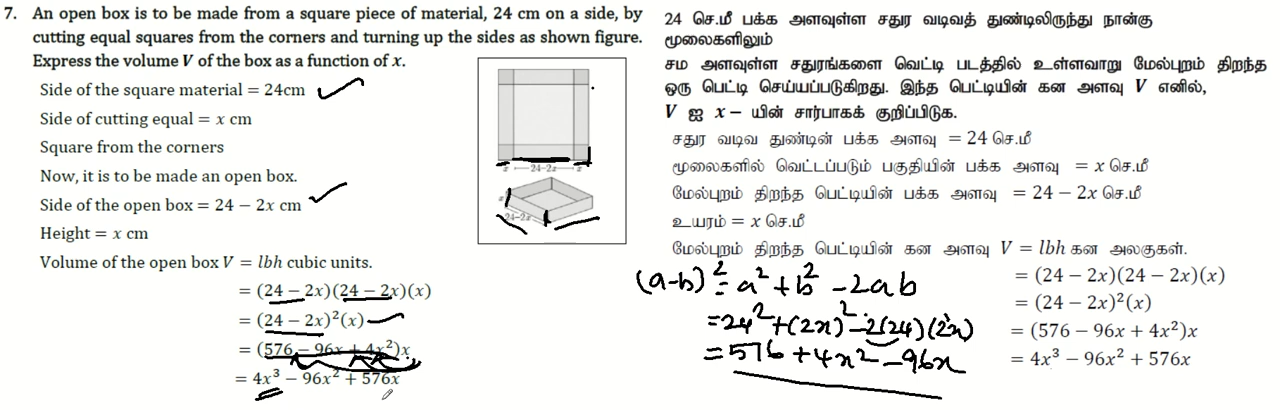 7. An open box is to be made from a square piece of material, 24 cm on a side, by
cutting equal squares from the corners and turning up the sides as shown figure.
Express the volume V of the box as a function of x.
Side of the square material = 24cm
Side of cutting equal = x cm
Square from the corners
Now, it is to be made an open box.
Side of the open box = 24 − 2x cm
Height = x cm
Volume of the open box V = lbh cubic units.
= (24 − 2x)(24 − 2x)(x)
= (24 − 2x)²(x)
= (576 − 96x + 4x²)x
= 4x³ − 96x² + 576x
x 24-2x x
x
24-2x
24 செ.மீ பக்க அளவுள்ள சதுர வடிவத் துண்டிலிருந்து நான்கு
மூலைகளிலும்
சம அளவுள்ள சதுரங்களை வெட்டி படத்தில் உள்ளவாறு மேல்புறம் திறந்த
ஒரு பெட்டி செய்யப்படுகிறது. இந்த பெட்டியின் கன அளவு V எனில்,
V ஐ x − யின் சார்பாகக் குறிப்பிடுக.
சதுர வடிவ துண்டின் பக்க அளவு = 24 செ.மீ
மூலைகளில் வெட்டப்படும் பகுதியின் பக்க அளவு = x செ.மீ
மேல்புறம் திறந்த பெட்டியின் பக்க அளவு = 24 − 2x செ.மீ
உயரம் = x செ.மீ
மேல்புறம் திறந்த பெட்டியின் கன அளவு V = lbh கன அலகுகள்.
= (24 − 2x)(24 − 2x)(x)
= (24 − 2x)²(x)
= (576 − 96x + 4x²)x
= 4x³ − 96x² + 576x
(a-b)² = a² + b² - 2ab
= 24² + (2x)² - 2(24)(2x)
= 576 + 4x² - 96x